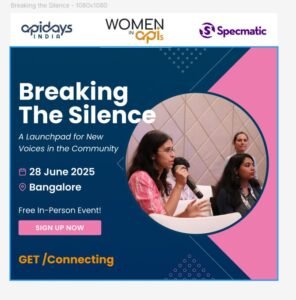 Breaking the Silence - 1080x1080
apidays
INDIA
WOMEN
IN APIs
Specmatic
Breaking
The Silence
A Launchpad for New
Voices in the Community
28 June 2025
Bangalore
Free In-Person Event!
SIGN UP NOW
GET /Connecting